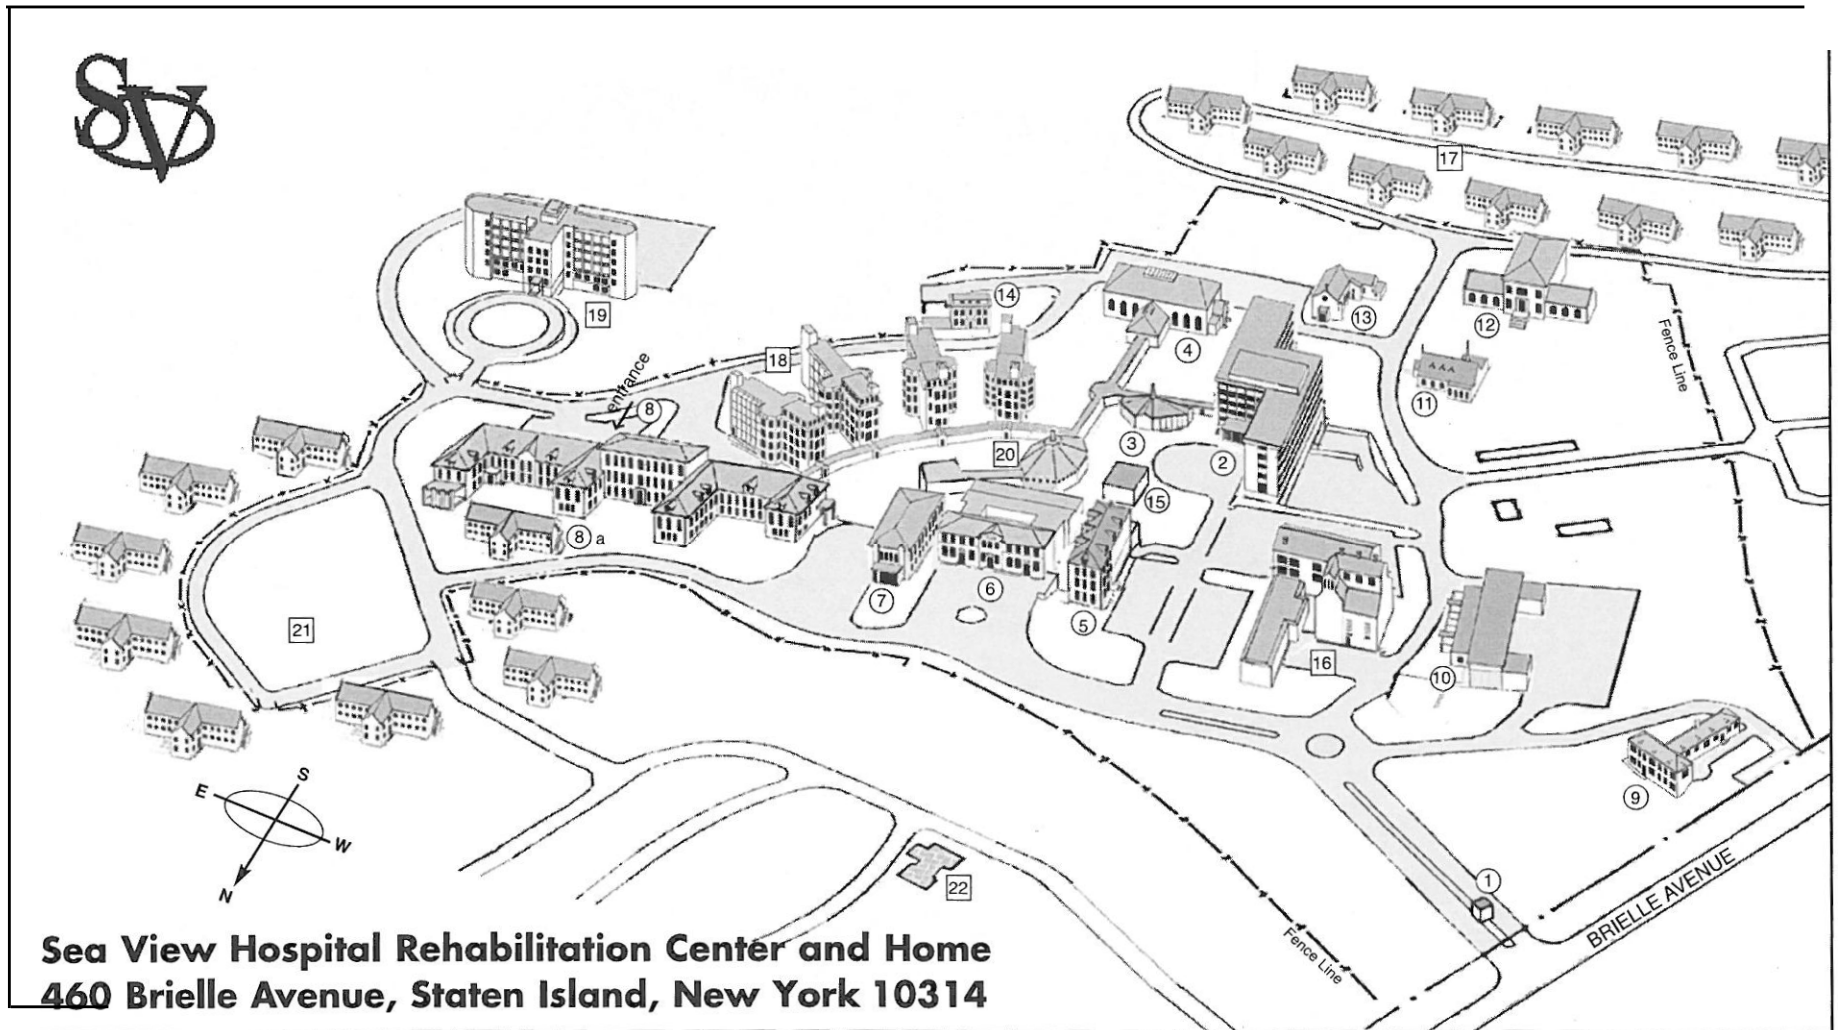 SV
17
14
19
13
12
18
4
Fence Line
entrance
8
11
3
20
2
15
8 a
6
7
5
21
16
10
S
E
W
N
9
22
1
BRIELLE AVENUE
Fence Line
Sea View Hospital Rehabilitation Center and Home
460 Brielle Avenue, Staten Island, New York 10314